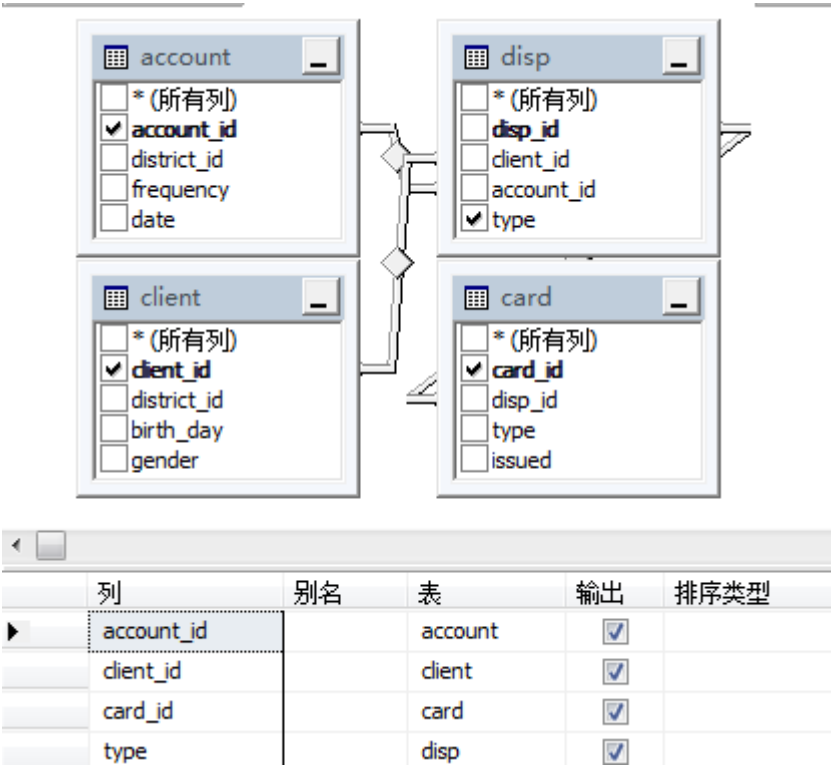 account
* (所有列)
account_id
district_id
frequency
date
disp
* (所有列)
disp_id
client_id
account_id
type
client
* (所有列)
client_id
district_id
birth_day
gender
card
* (所有列)
card_id
disp_id
type
issued
列 别名 表 输出 排序类型
account_id account
client_id client
card_id card
type disp